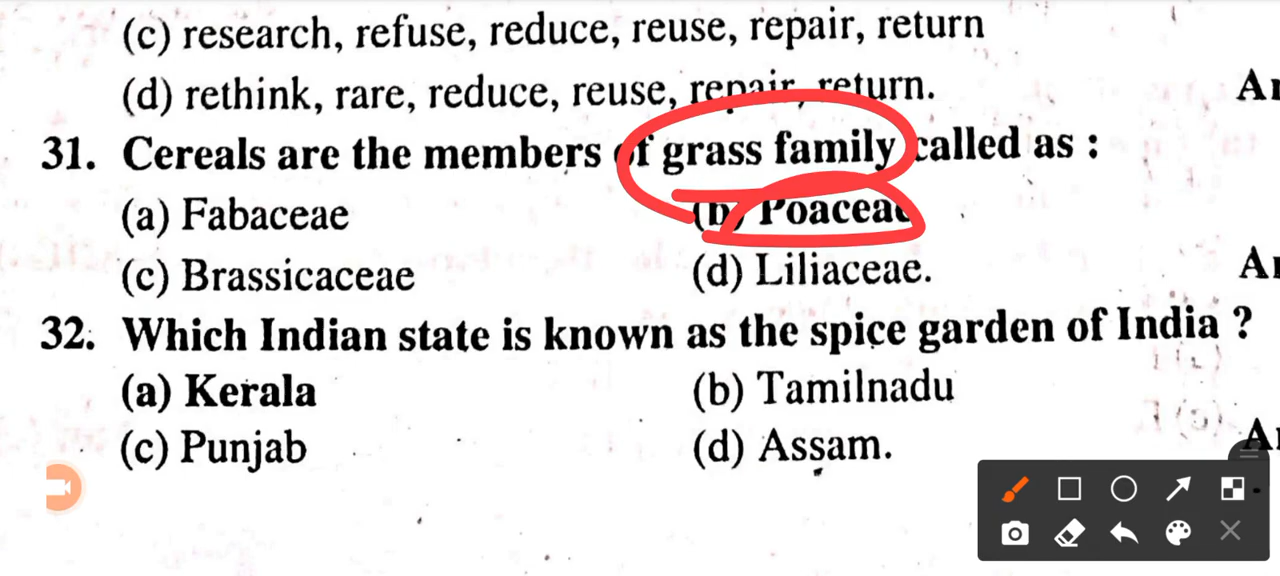 (c) research, refuse, reduce, reuse, repair, return
(d) rethink, rare, reduce, reuse, repair, return.
31. Cereals are the members of grass family called as :
(a) Fabaceae (b) Poaceae
(c) Brassicaceae (d) Liliaceae.
32. Which Indian state is known as the spice garden of India ?
(a) Kerala (b) Tamilnadu
(c) Punjab (d) Assam.